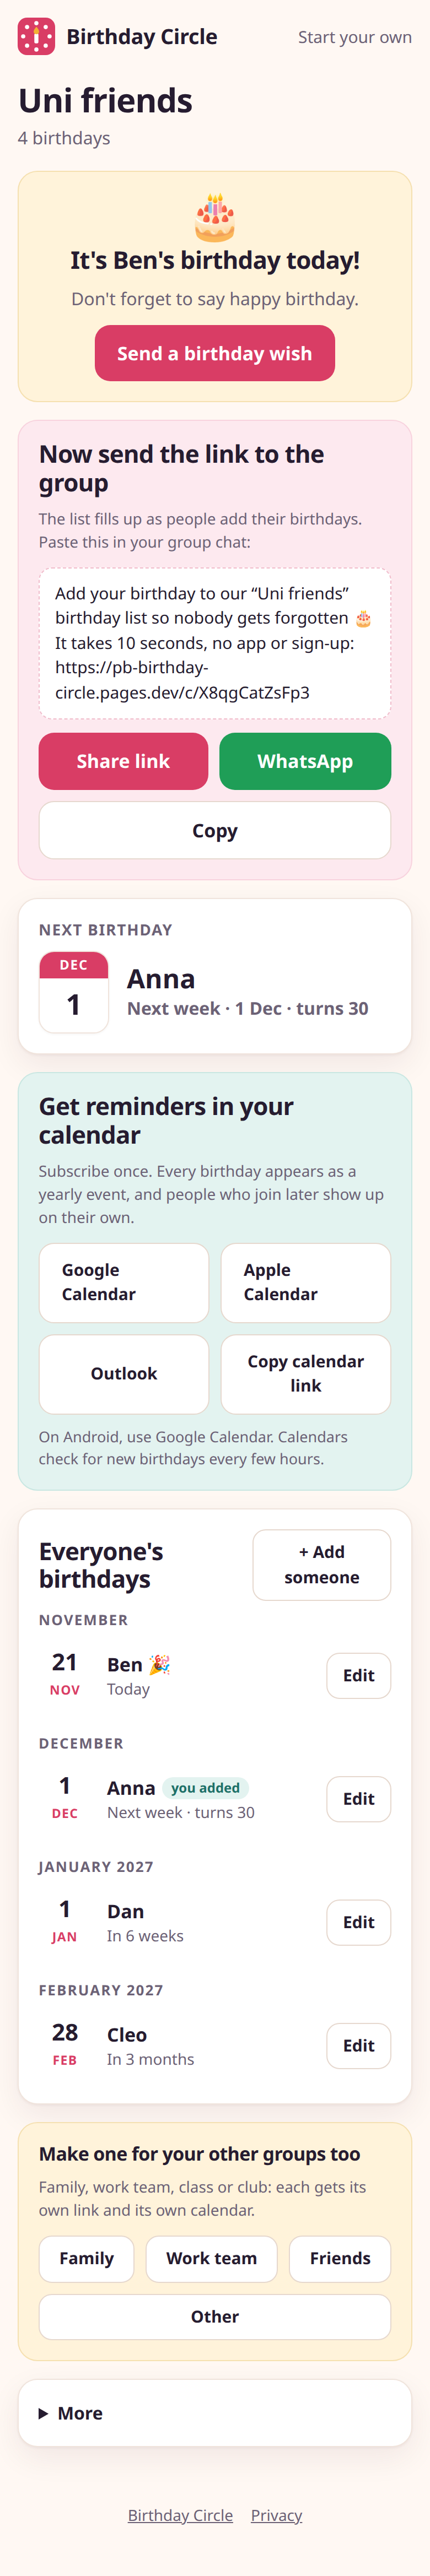 Birthday Circle
Start your own
Uni friends
4 birthdays
It's Ben's birthday today!
Don't forget to say happy birthday.
Send a birthday wish
Now send the link to the
group
The list fills up as people add their birthdays.
Paste this in your group chat:
Add your birthday to our “Uni friends”
birthday list so nobody gets forgotten 🎂
It takes 10 seconds, no app or sign-up:
https://pb-birthday-
circle.pages.dev/c/X8qgCatZsFp3
Share link
WhatsApp
Copy
NEXT BIRTHDAY
DEC
1
Anna
Next week · 1 Dec · turns 30
Get reminders in your
calendar
Subscribe once. Every birthday appears as a
yearly event, and people who join later show up
on their own.
Google
Calendar
Apple
Calendar
Outlook
Copy calendar
link
On Android, use Google Calendar. Calendars
check for new birthdays every few hours.
Everyone's
birthdays
+ Add
someone
NOVEMBER
21
NOV
Ben 🎉
Today
Edit
DECEMBER
1
DEC
Anna you added
Next week · turns 30
Edit
JANUARY 2027
1
JAN
Dan
In 6 weeks
Edit
FEBRUARY 2027
28
FEB
Cleo
In 3 months
Edit
Make one for your other groups too
Family, work team, class or club: each gets its
own link and its own calendar.
Family
Work team
Friends
Other
More
Birthday Circle
Privacy